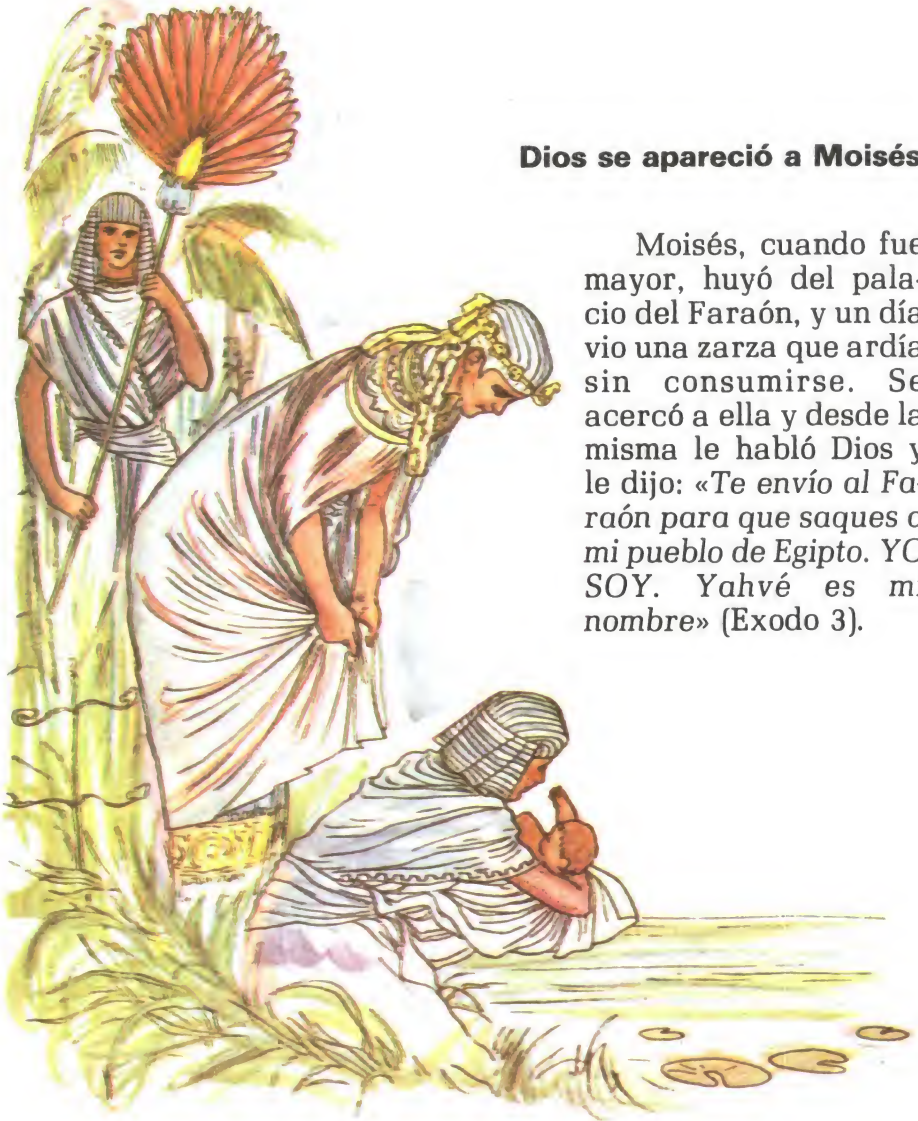 Dios se apareció a Moisés
Moisés, cuando fue
mayor, huyó del pala-
cio del Faraón, y un día
vio una zarza que ardía
sin consumirse. Se
acercó a ella y desde la
misma le habló Dios y
le dijo: «Te envío al Fa-
raón para que saques a
mi pueblo de Egipto. YO
SOY. Yahvé es mi
nombre» (Exodo 3).